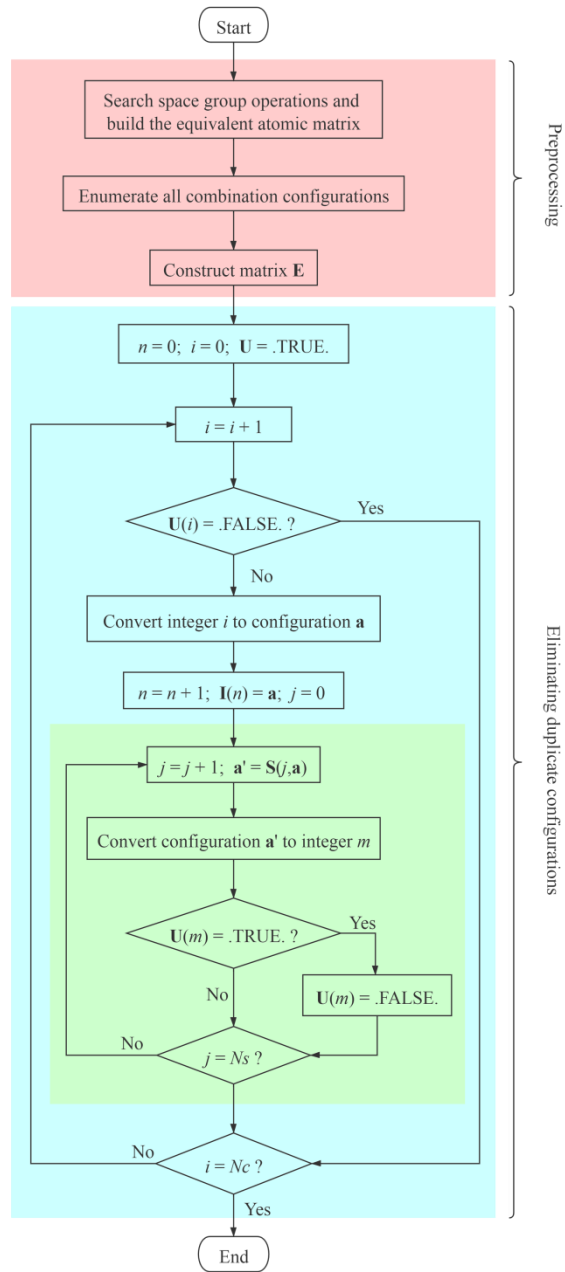 Start
Search space group operations and
build the equivalent atomic matrix
Enumerate all combination configurations
Construct matrix E
Preprocessing
n = 0; i = 0; U = .TRUE.
i = i + 1
U(i) = .FALSE. ?
Yes
No
Convert integer i to configuration a
n = n + 1; I(n) = a; j = 0
j = j + 1; a' = S(j,a)
Convert configuration a' to integer m
U(m) = .TRUE. ?
Yes
No
U(m) = .FALSE.
j = Ns ?
No
i = Nc ?
No
Yes
Eliminating duplicate configurations
End